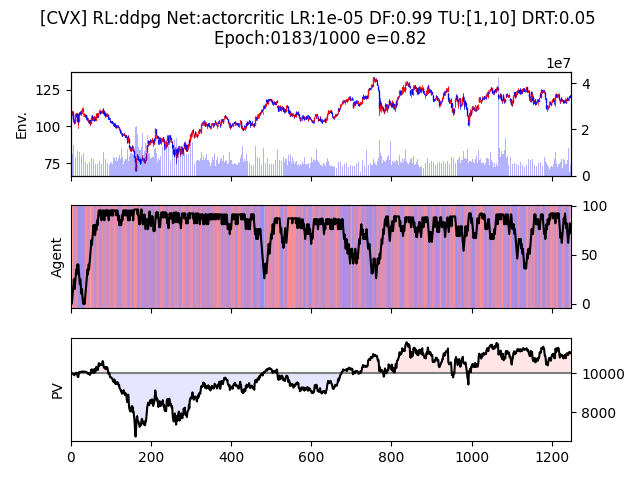 [CVX] RL:ddpg Net:actorcritic LR:1e-05 DF:0.99 TU:[1,10] DRT:0.05
Epoch:0183/1000 e=0.82
1e7
Env.
125
100
75
4
2
0
Agent
100
50
0
PV
10000
8000
0 200 400 600 800 1000 1200